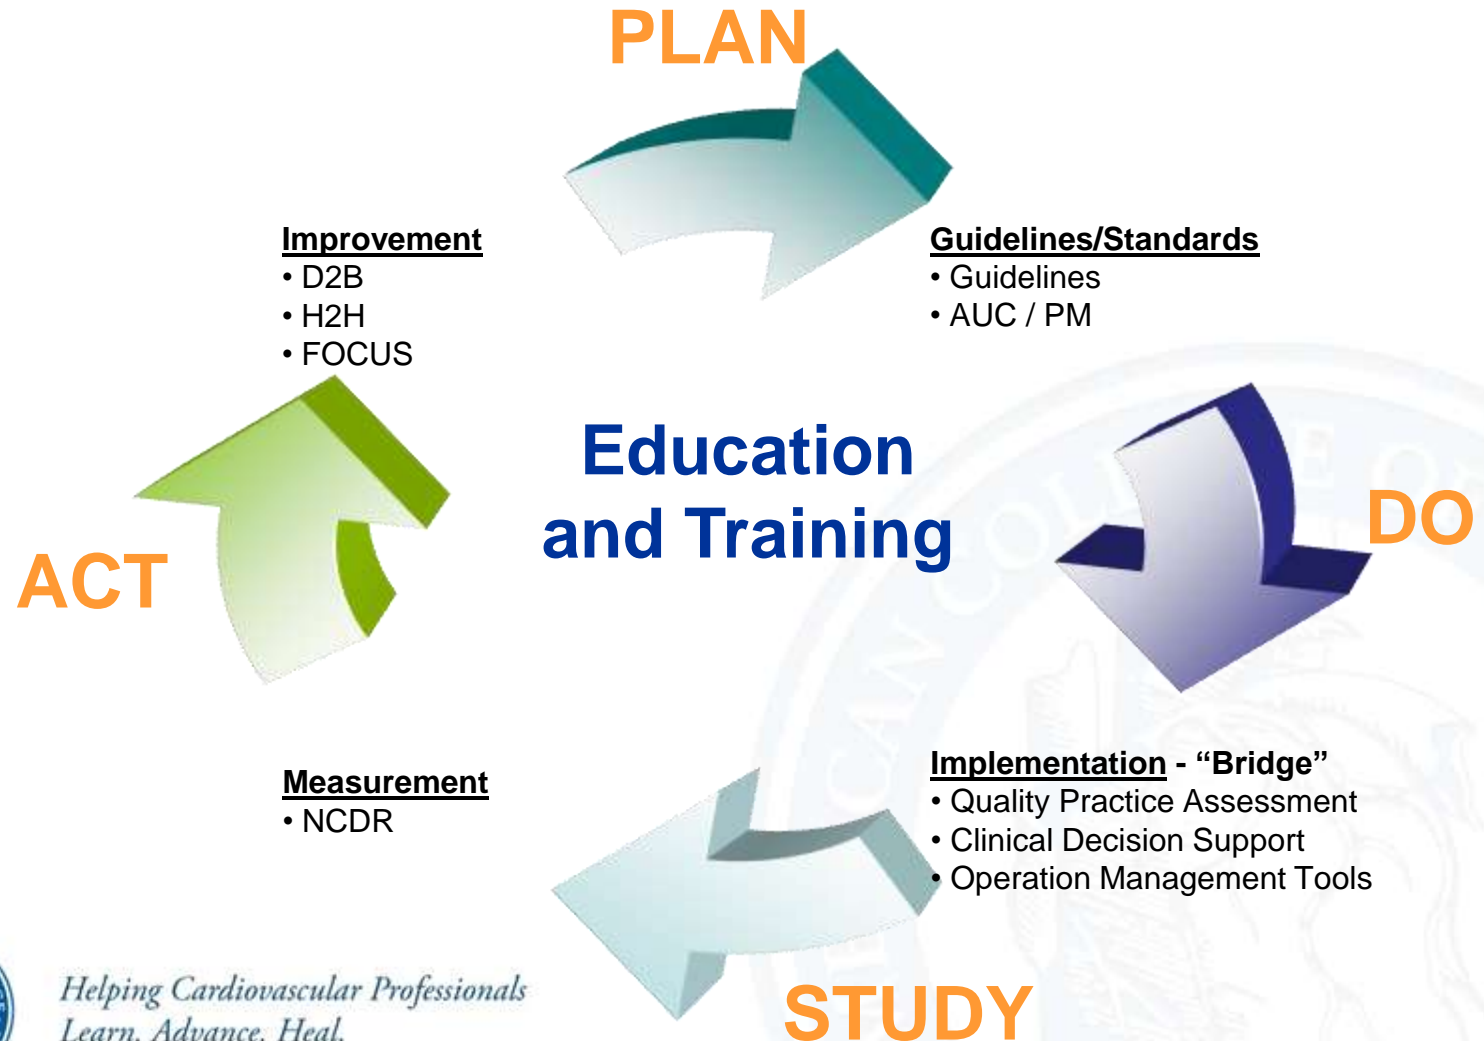 PLAN
Improvement
• D2B
• H2H
• FOCUS
Guidelines/Standards
• Guidelines
• AUC / PM
Education
and Training
DO
ACT
Measurement
• NCDR
Implementation - “Bridge”
• Quality Practice Assessment
• Clinical Decision Support
• Operation Management Tools
STUDY
Helping Cardiovascular Professionals
Learn. Advance. Heal.